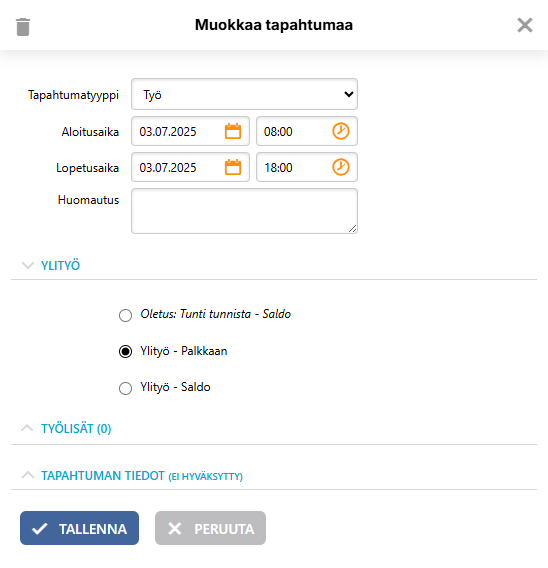 Muokkaa tapahtumaa
Tapahtumatyyppi Työ
Aloitusaika 03.07.2025 08:00
Lopetusaika 03.07.2025 18:00
Huomautus
YLITYÖ
Oletus: Tunti tunnista - Saldo
Ylityö - Palkkaan
Ylityö - Saldo
TYÖLISÄT (0)
TAPAHTUMAN TIEDOT (EI HYVÄKSYTTY)
TALLENNA PERUUTA